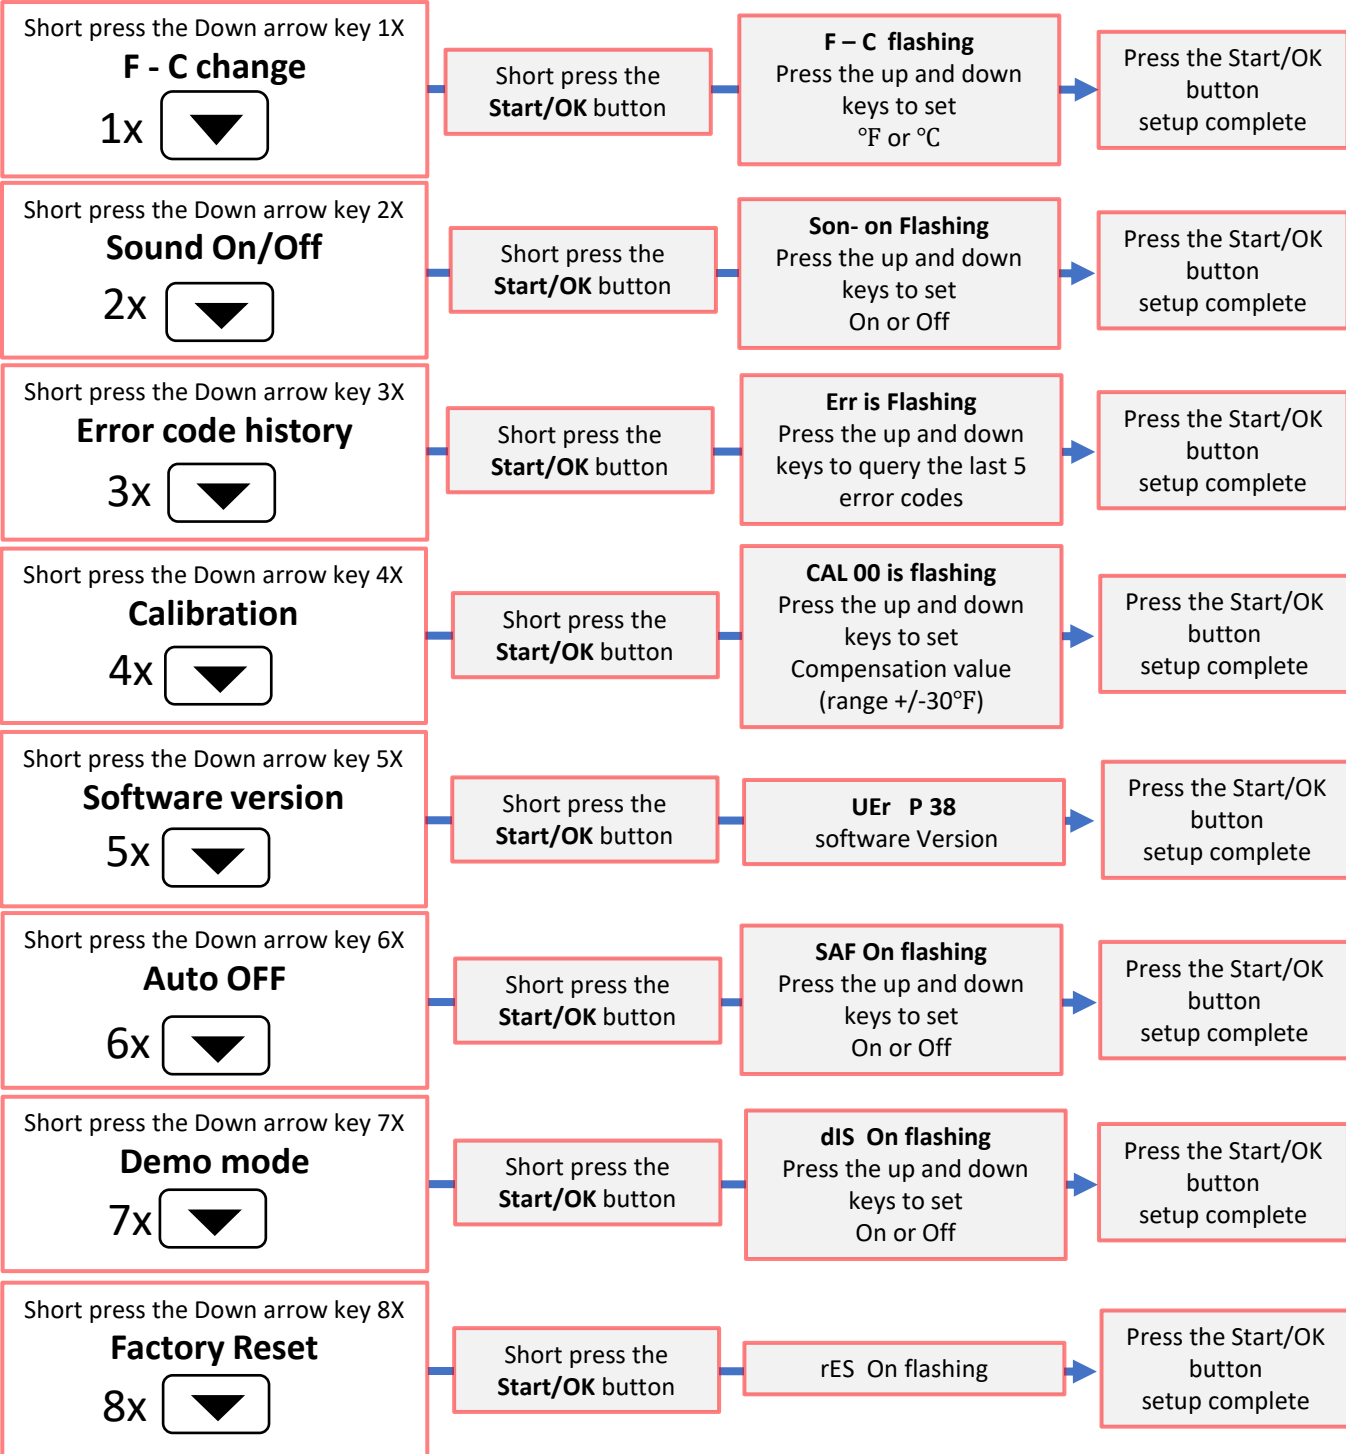 Short press the Down arrow key 1X
F - C change
1x
Short press the
Start/OK button
F – C  flashing
Press the up and down
keys to set
°F or °C
Press the Start/OK
button
setup complete
Short press the Down arrow key 2X
Sound On/Off
2x
Short press the
Start/OK button
Son- on Flashing
Press the up and down
keys to set
On or Off
Press the Start/OK
button
setup complete
Short press the Down arrow key 3X
Error code history
3x
Short press the
Start/OK button
Err is Flashing
Press the up and down
keys to query the last 5
error codes
Press the Start/OK
button
setup complete
Short press the Down arrow key 4X
Calibration
4x
Short press the
Start/OK button
CAL 00 is flashing
Press the up and down
keys to set
Compensation value
(range +/-30°F)
Press the Start/OK
button
setup complete
Short press the Down arrow key 5X
Software version
5x
Short press the
Start/OK button
UEr   P 38
software Version
Press the Start/OK
button
setup complete
Short press the Down arrow key 6X
Auto OFF
6x
Short press the
Start/OK button
SAF On flashing
Press the up and down
keys to set
On or Off
Press the Start/OK
button
setup complete
Short press the Down arrow key 7X
Demo mode
7x
Short press the
Start/OK button
dIS  On flashing
Press the up and down
keys to set
On or Off
Press the Start/OK
button
setup complete
Short press the Down arrow key 8X
Factory Reset
8x
Short press the
Start/OK button
rES  On flashing
Press the Start/OK
button
setup complete